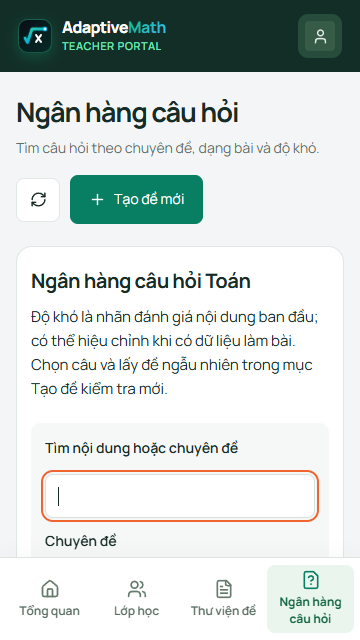 AdaptiveMath
TEACHER PORTAL
Ngân hàng câu hỏi
Tìm câu hỏi theo chuyên đề, dạng bài và độ khó.
Tạo đề mới
Ngân hàng câu hỏi Toán
Độ khó là nhãn đánh giá nội dung ban đầu;
có thể hiệu chỉnh khi có dữ liệu làm bài.
Chọn câu và lấy đề ngẫu nhiên trong mục
Tạo đề kiểm tra mới.
Tìm nội dung hoặc chuyên đề
Chuyên đề
Tổng quan
Lớp học
Thư viện đề
Ngân hàng
câu hỏi